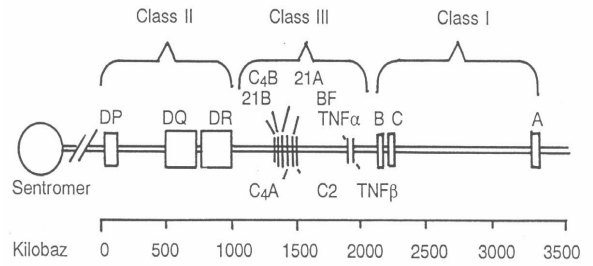 Class II Class III Class I
C₄B 21A
21B BF
DP DQ DR TNFα B C A
Sentromer C₄A C2 TNFβ
Kilobaz 0 500 1000 1500 2000 2500 3000 3500